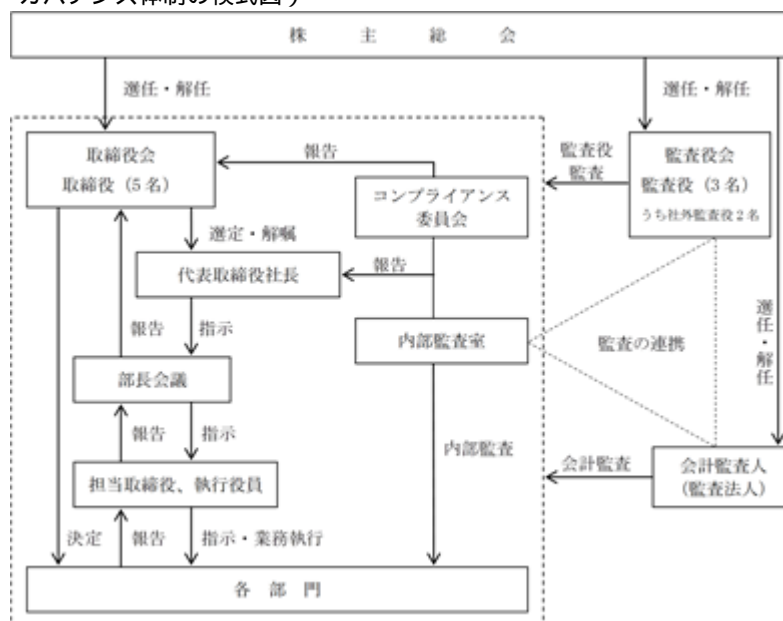 ガバナンス体制の模式図)
株主総会
選任・解任
選任・解任
取締役会
取締役（5名）
報告
監査役
監査
監査役会
監査役（3名）
うち社外監査役2名
コンプライアンス
委員会
選定・解嘱
代表取締役社長
報告
報告
指示
内部監査室
監査の連携
選任・解任
部長会議
報告
指示
内部監査
担当取締役、執行役員
会計監査
会計監査人
(監査法人)
決定
報告
指示・業務執行
各部門